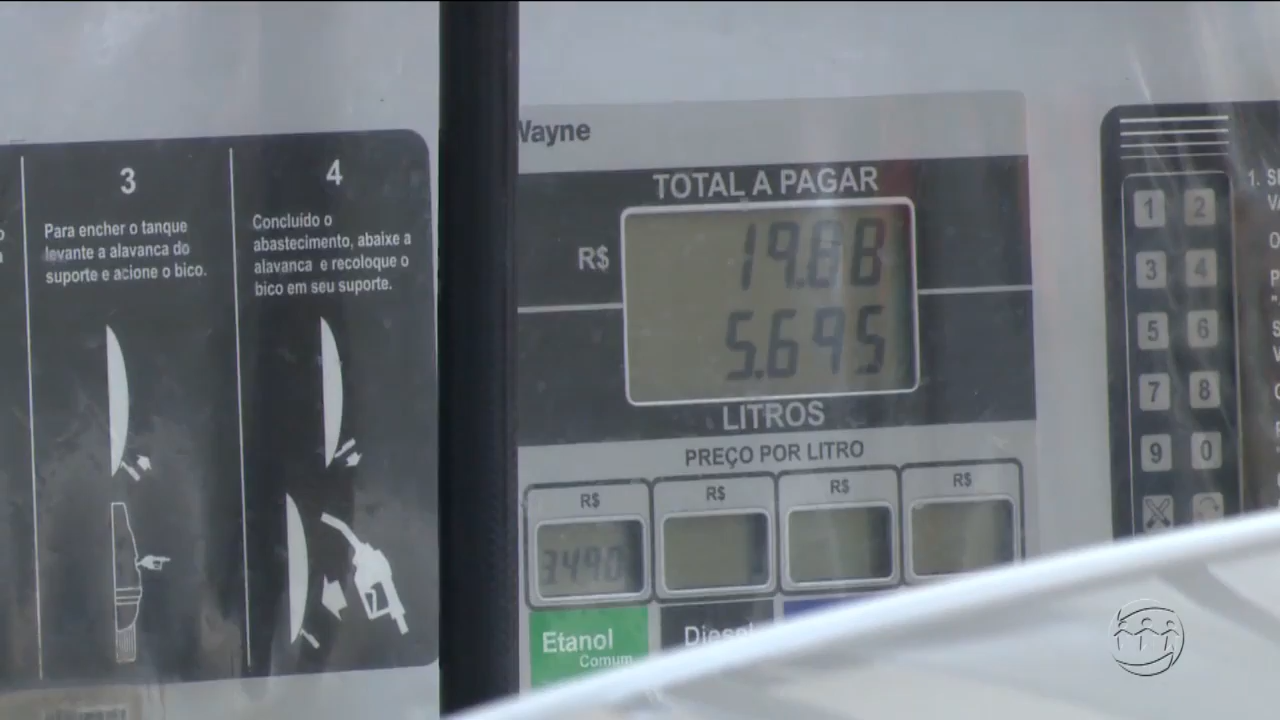 3
Para encher o tanque
levante a alavanca do
suporte e acione o bico.
4
Concluído o
abastecimento, abaixe a
alavanca e recoloque o
bico em seu suporte.
Wayne
TOTAL A PAGAR
R$ 19.88
5.695
LITROS
PREÇO POR LITRO
R$ R$ R$ R$
3.490
Etanol
Comum
Diesel
1 2
3 4
5 6
7 8
9 0
1.